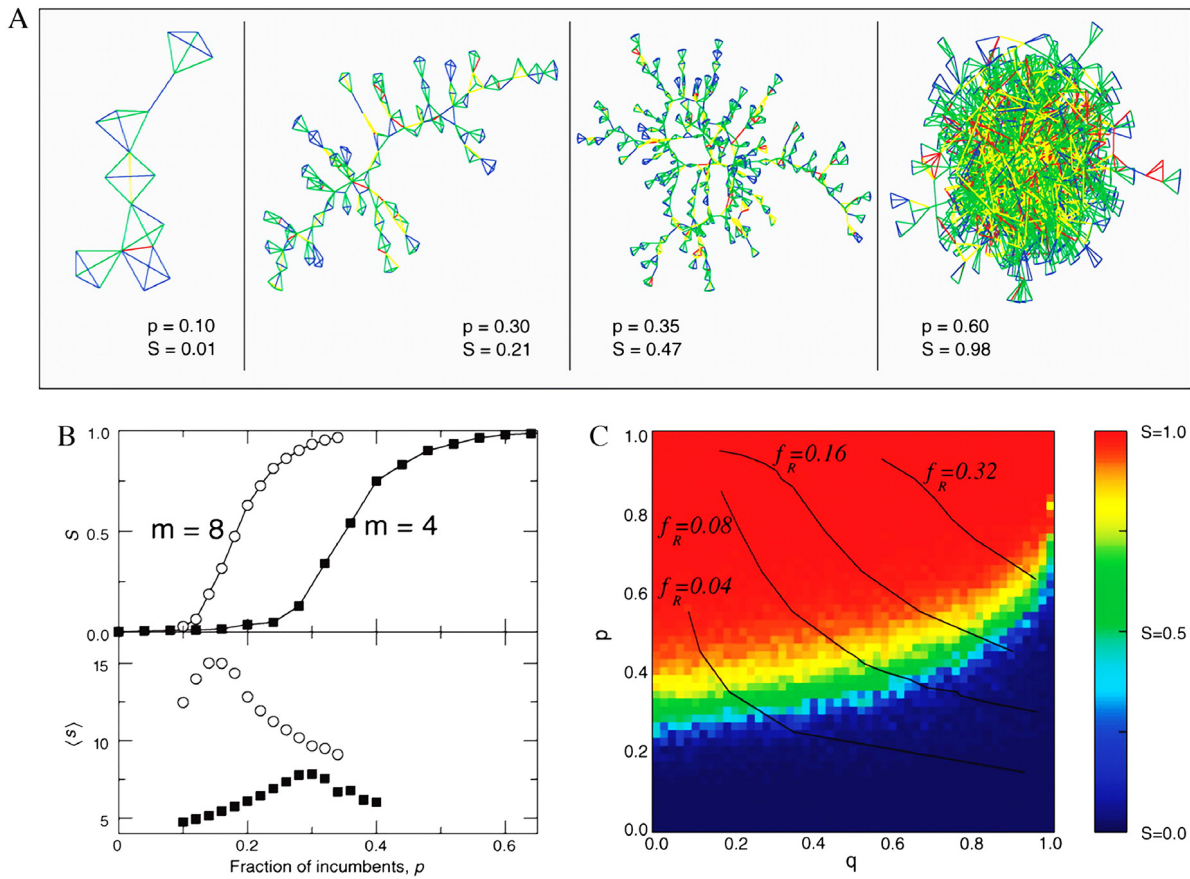 A
p = 0.10
S = 0.01
p = 0.30
S = 0.21
p = 0.35
S = 0.47
p = 0.60
S = 0.98
B
1.0
S
0.5
0.0
m = 8
m = 4
15
⟨s⟩
10
5
0
0.2
0.4
0.6
Fraction of incumbents, p
C
1.0
0.8
0.6
p
0.4
0.2
0.0
f_R=0.16
f_R=0.32
f_R=0.08
f_R=0.04
0.0
0.2
0.4
0.6
0.8
1.0
q
S=1.0
S=0.5
S=0.0